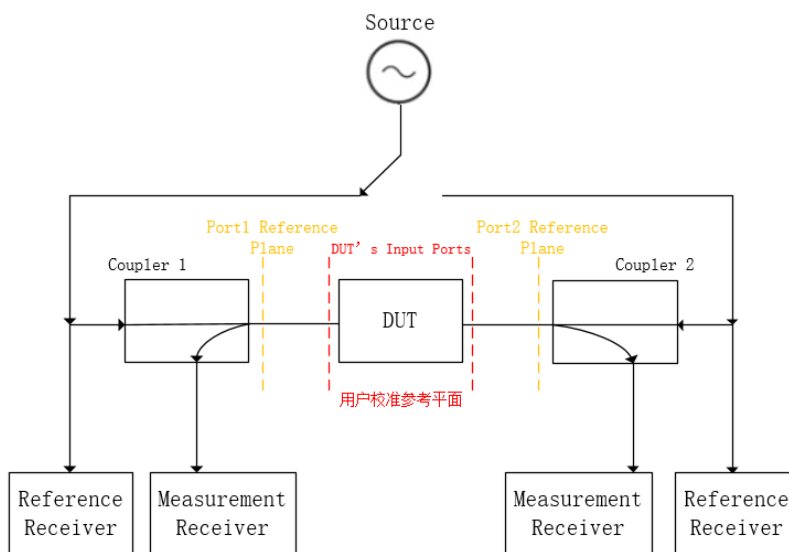 Source
Port1 Reference
Plane
DUT's Input Ports
Port2 Reference
Plane
Coupler 1
Coupler 2
DUT
用户校准参考平面
Reference
Receiver
Measurement
Receiver
Measurement
Receiver
Reference
Receiver